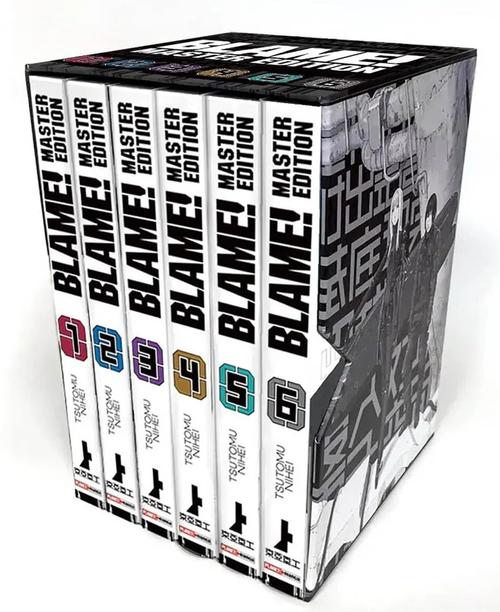 BLAME!
MASTER EDITION
MASTER
EDITION
BLAME!
1
TSUTOMU
NIHEI
MASTER
EDITION
BLAME!
2
TSUTOMU
NIHEI
MASTER
EDITION
BLAME!
3
TSUTOMU
NIHEI
MASTER
EDITION
BLAME!
4
TSUTOMU
NIHEI
MASTER
EDITION
BLAME!
5
TSUTOMU
NIHEI
MASTER
EDITION
BLAME!
6
TSUTOMU
NIHEI